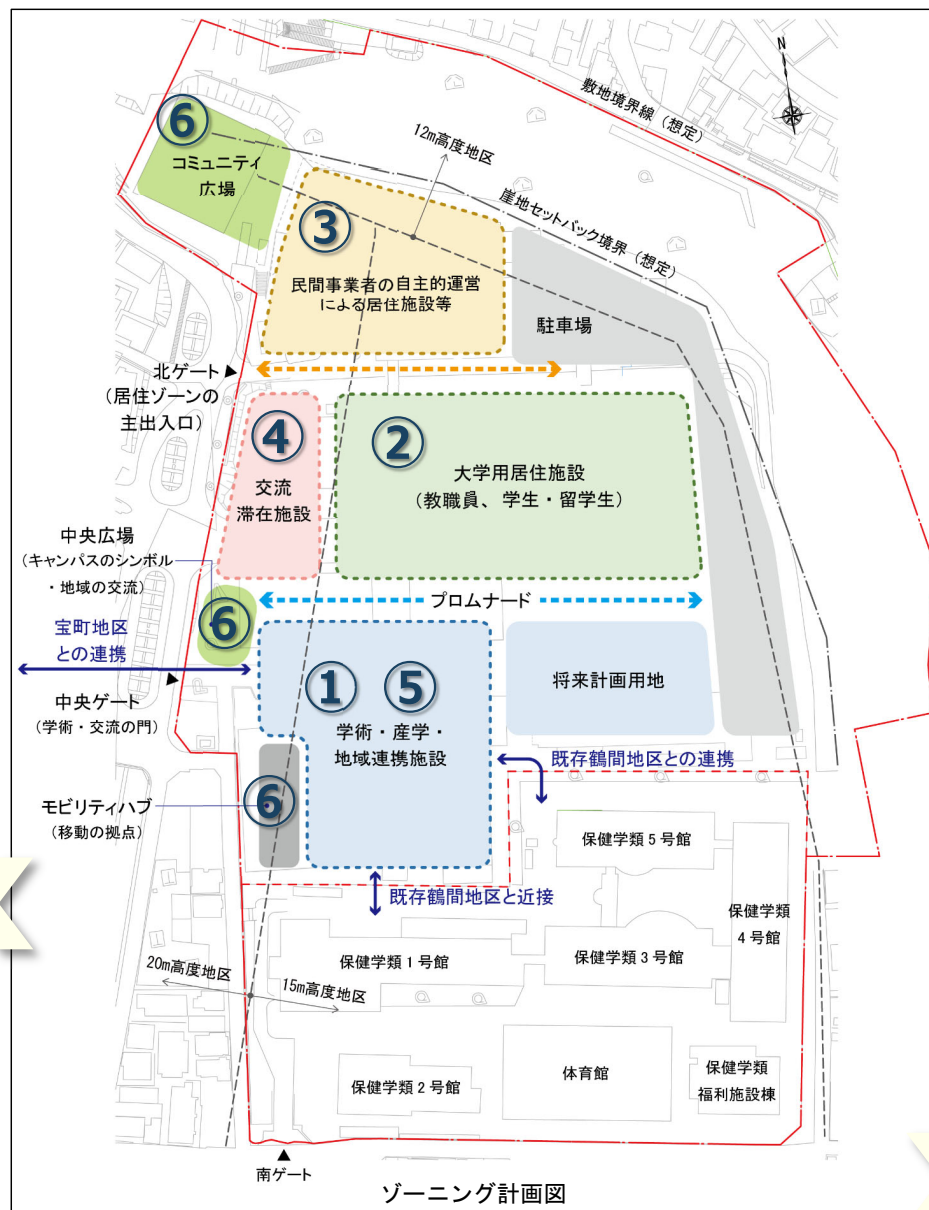 N
敷地境界線（想定）
⑥
コミュニティ
広場
12m高度地区
崖地セットバック境界（想定）
③
民間事業者の自主的運営
による居住施設等
駐車場
北ゲート
（居住ゾーンの
主出入口）
④
交流
滞在施設
②
大学用居住施設
（教職員、学生・留学生）
中央広場
（キャンパスのシンボル
・地域の交流）
⑥
プロムナード
宝町地区
との連携
中央ゲート
（学術・交流の門）
① ⑤
学術・産学・
地域連携施設
将来計画用地
既存鶴間地区との連携
モビリティハブ
（移動の拠点）
⑥
保健学類５号館
既存鶴間地区と近接
保健学類
４号館
保健学類１号館
保健学類３号館
20m高度地区
15m高度地区
保健学類２号館
体育館
保健学類
福利施設棟
南ゲート
ゾーニング計画図